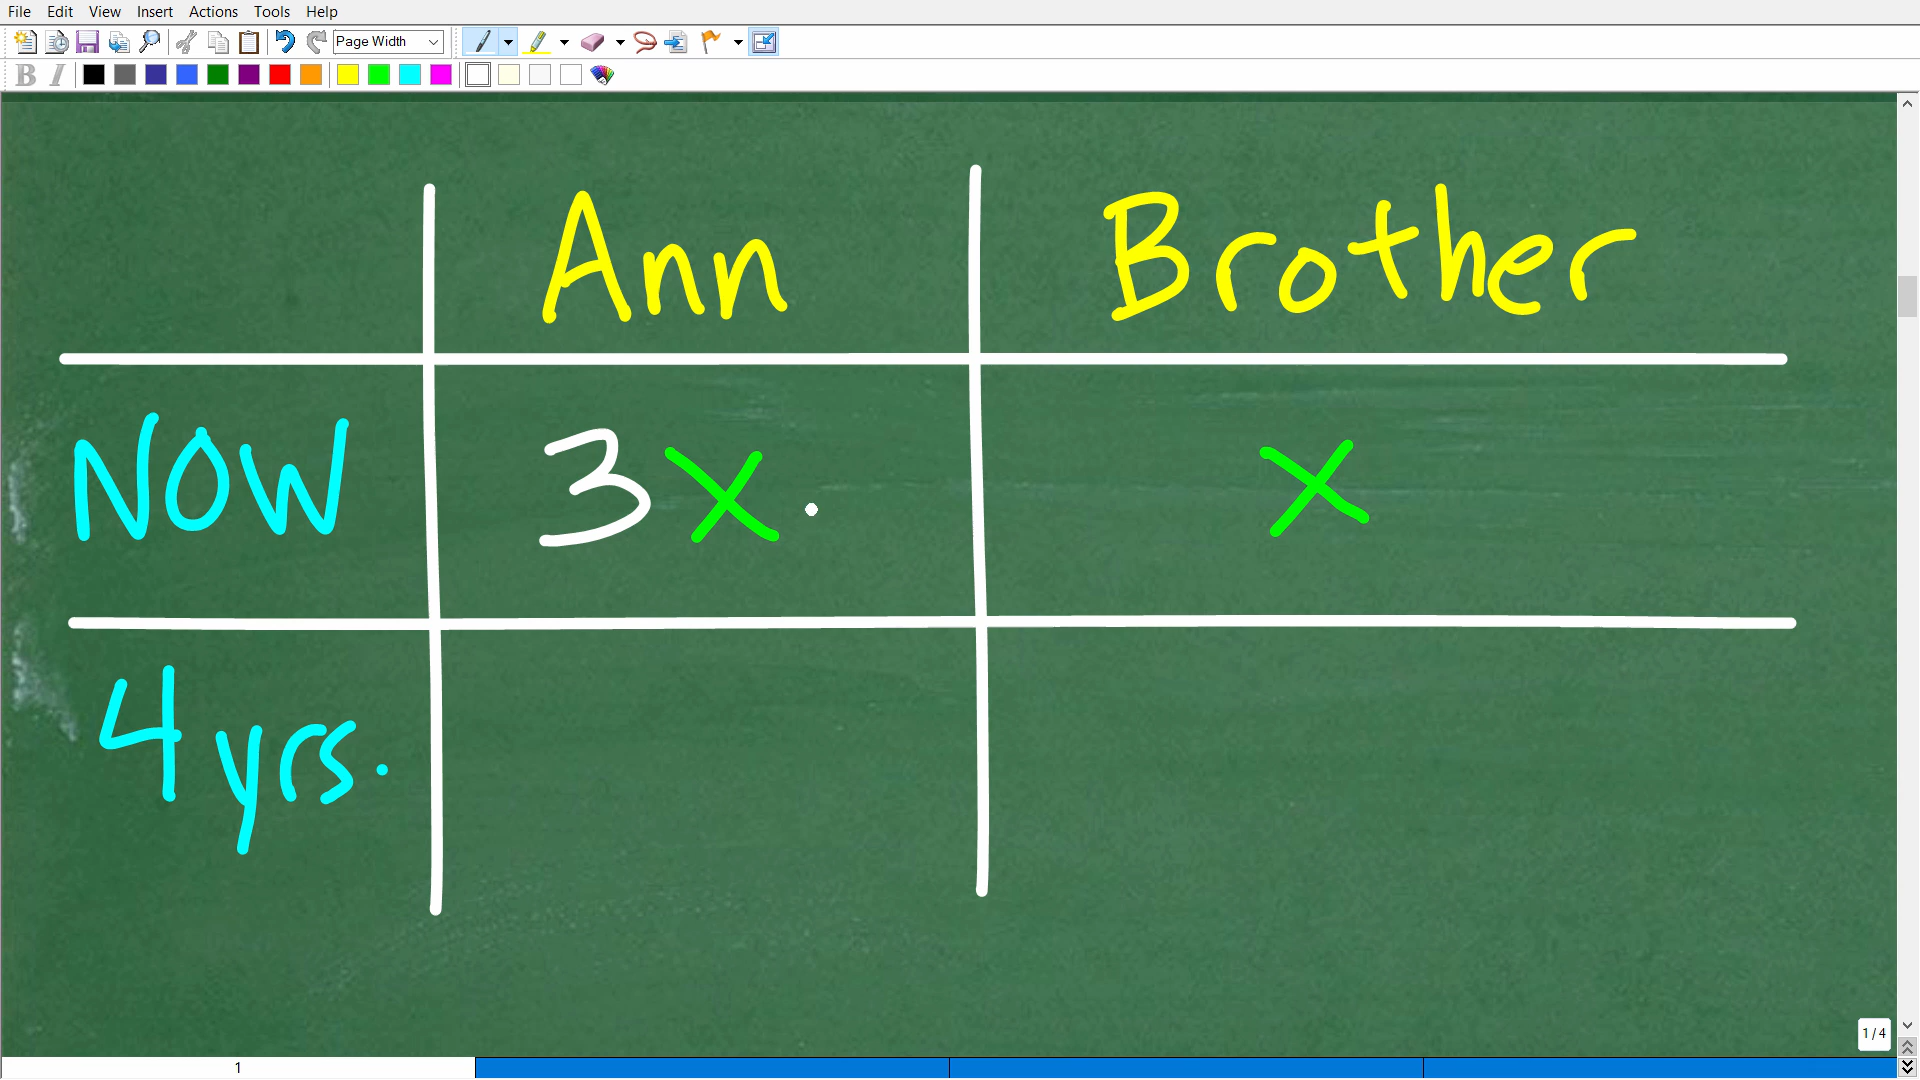 File Edit View Insert Actions Tools Help
Page Width
B I
Ann Brother
NOW 3x x
4 yrs.
1 / 4
1